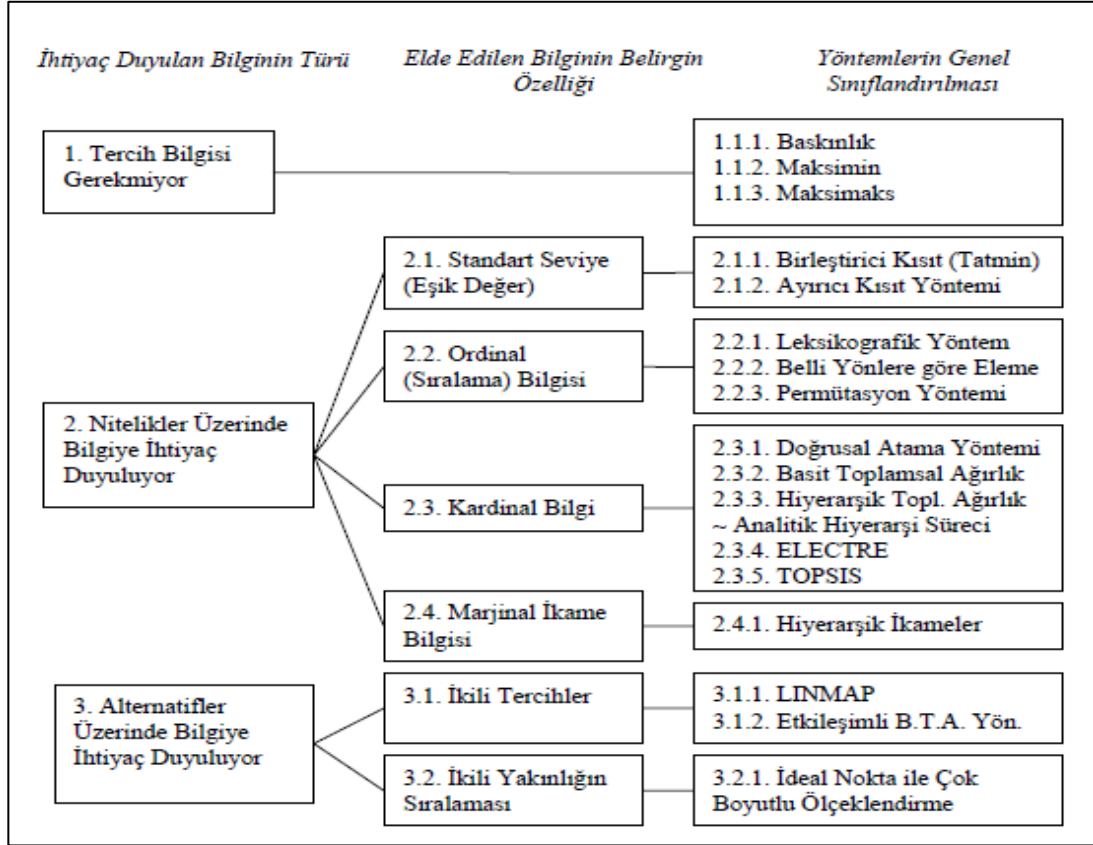 İhtiyaç Duyulan Bilginin Türü
Elde Edilen Bilginin Belirgin
Özelliği
Yöntemlerin Genel
Sınıflandırılması
1. Tercih Bilgisi
Gerekmiyor
1.1.1. Baskınlık
1.1.2. Maksimin
1.1.3. Maksimaks
2. Nitelikler Üzerinde
Bilgiye İhtiyaç
Duyuluyor
2.1. Standart Seviye
(Eşik Değer)
2.1.1. Birleştirici Kısıt (Tatmin)
2.1.2. Ayırıcı Kısıt Yöntemi
2.2. Ordinal
(Sıralama) Bilgisi
2.2.1. Leksikografik Yöntem
2.2.2. Belli Yönlere göre Eleme
2.2.3. Permütasyon Yöntemi
2.3. Kardinal Bilgi
2.3.1. Doğrusal Atama Yöntemi
2.3.2. Basit Toplamsal Ağırlık
2.3.3. Hiyerarşik Topl. Ağırlık
~ Analitik Hiyerarşi Süreci
2.3.4. ELECTRE
2.3.5. TOPSIS
2.4. Marjinal İkame
Bilgisi
2.4.1. Hiyerarşik İkameler
3. Alternatifler
Üzerinde Bilgiye
İhtiyaç Duyuluyor
3.1. İkili Tercihler
3.1.1. LINMAP
3.1.2. Etkileşimli B.T.A. Yön.
3.2. İkili Yakınlığın
Sıralaması
3.2.1. İdeal Nokta ile Çok
Boyutlu Ölçeklendirme